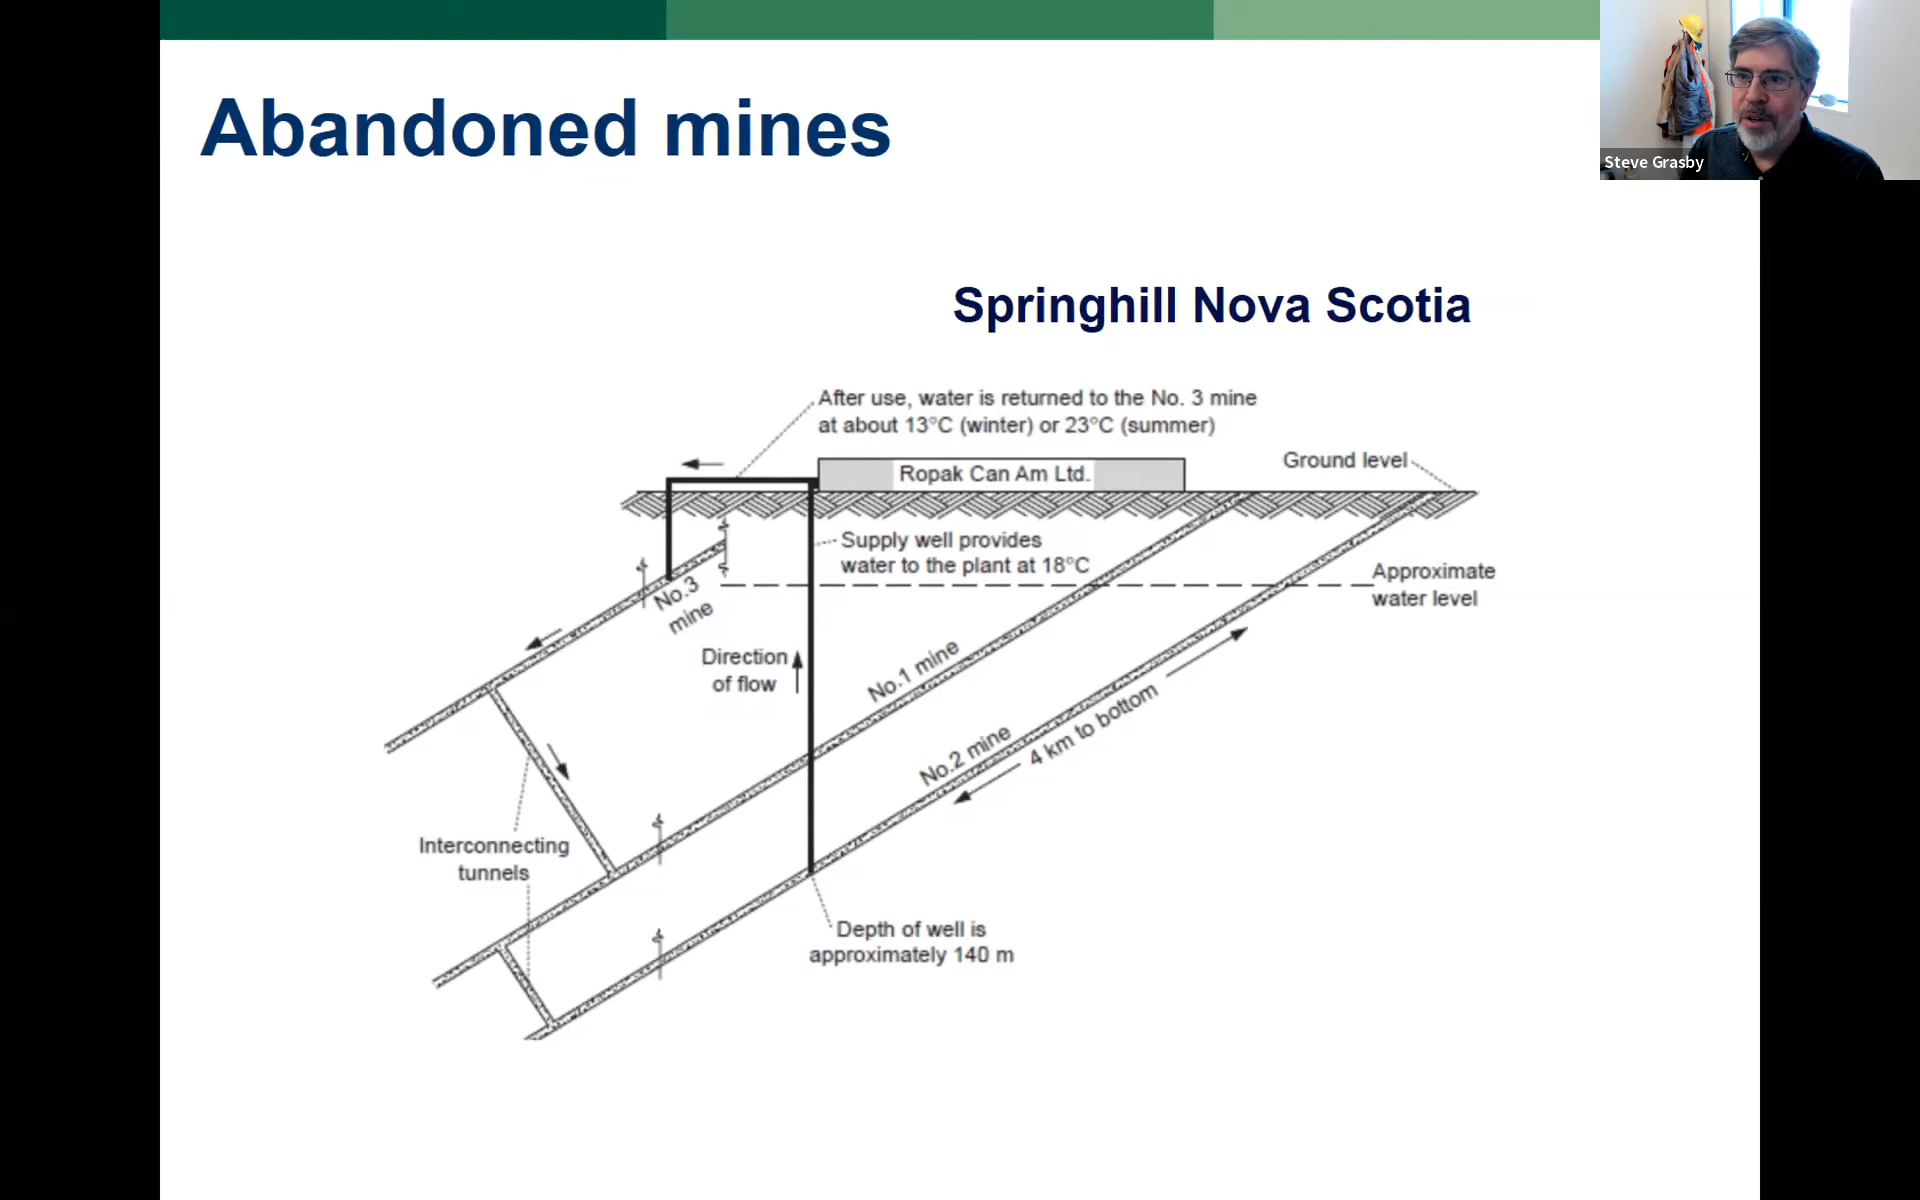 Abandoned mines
Steve Grasby
Springhill Nova Scotia
After use, water is returned to the No. 3 mine
at about 13°C (winter) or 23°C (summer)
Ground level
Ropak Can Am Ltd.
Supply well provides
water to the plant at 18°C
Approximate
water level
No.3
mine
Direction
of flow
No.1 mine
No.2 mine
4 km to bottom
Interconnecting
tunnels
Depth of well is
approximately 140 m